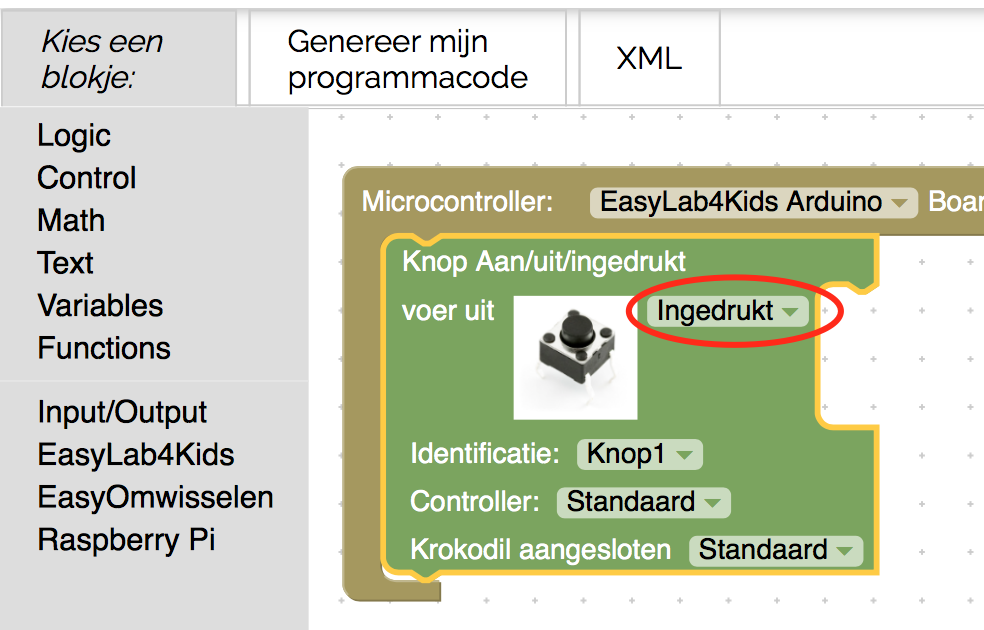 Kies een
blokje:
Genereer mijn
programmacode
XML
Logic
Control
Math
Text
Variables
Functions
Input/Output
EasyLab4Kids
EasyOmwisselen
Raspberry Pi
Microcontroller: EasyLab4Kids Arduino Boar
Knop Aan/uit/ingedrukt
voer uit Ingedrukt
Identificatie: Knop1
Controller: Standaard
Krokodil aangesloten Standaard